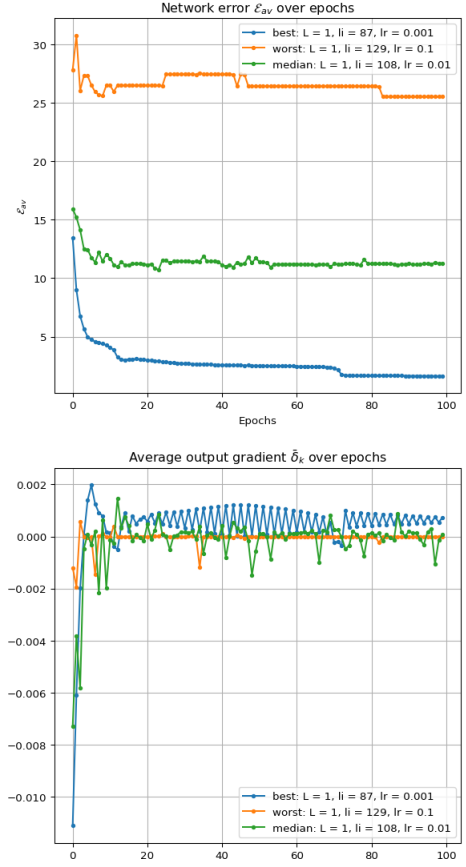 Network error ℰav over epochs
best: L = 1, li = 87, lr = 0.001
worst: L = 1, li = 129, lr = 0.1
median: L = 1, li = 108, lr = 0.01
30
25
20
15
10
5
ℰav
0
20
40
60
80
100
Epochs
Average output gradient δ̄k over epochs
0.002
0.000
−0.002
−0.004
−0.006
−0.008
−0.010
best: L = 1, li = 87, lr = 0.001
worst: L = 1, li = 129, lr = 0.1
median: L = 1, li = 108, lr = 0.01
0
20
40
60
80
100